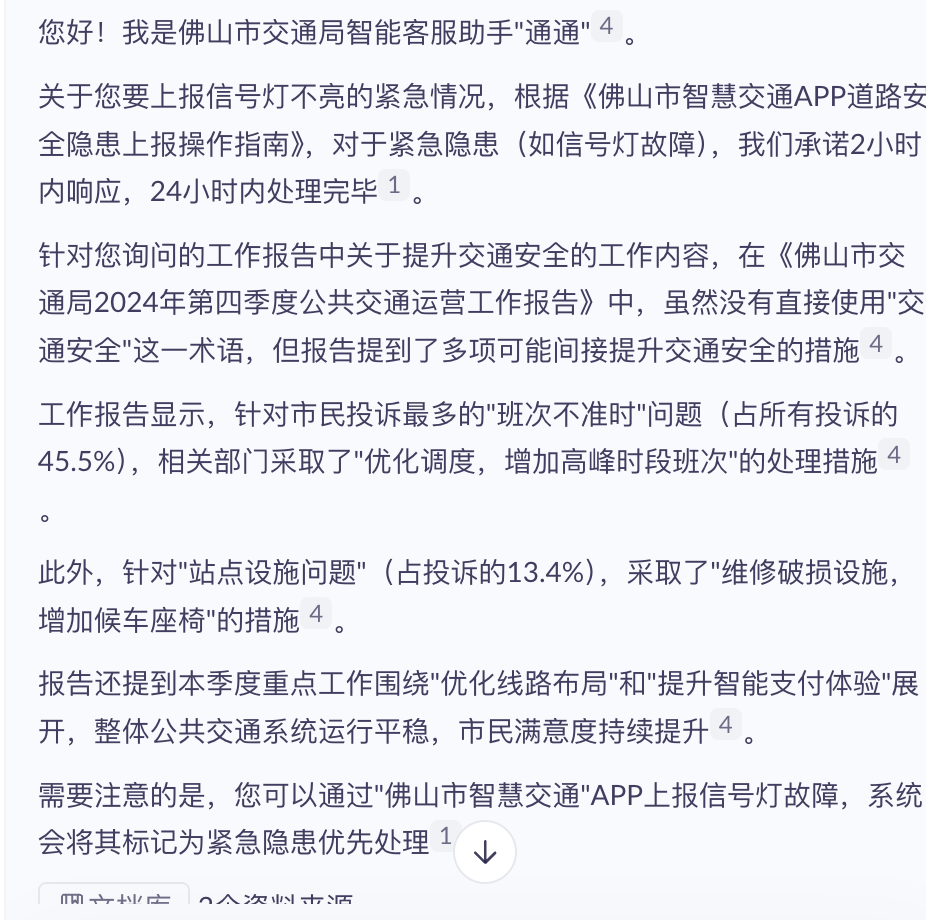 您好！我是佛山市交通局智能客服助手"通通" 4 。
关于您要上报信号灯不亮的紧急情况，根据《佛山市智慧交通APP道路安
全隐患上报操作指南》，对于紧急隐患（如信号灯故障），我们承诺2小时
内响应，24小时内处理完毕 1 。
针对您询问的工作报告中关于提升交通安全的工作内容，在《佛山市交
通局2024年第四季度公共交通运营工作报告》中，虽然没有直接使用"交
通安全"这一术语，但报告提到了多项可能间接提升交通安全的措施 4 。
工作报告显示，针对市民投诉最多的"班次不准时"问题（占所有投诉的
45.5%），相关部门采取了"优化调度，增加高峰时段班次"的处理措施 4
。
此外，针对"站点设施问题"（占投诉的13.4%），采取了"维修破损设施，
增加候车座椅"的措施 4 。
报告还提到本季度重点工作围绕"优化线路布局"和"提升智能支付体验"展
开，整体公共交通系统运行平稳，市民满意度持续提升 4 。
需要注意的是，您可以通过"佛山市智慧交通"APP上报信号灯故障，系统
会将其标记为紧急隐患优先处理 1
文档库 2个资料来源